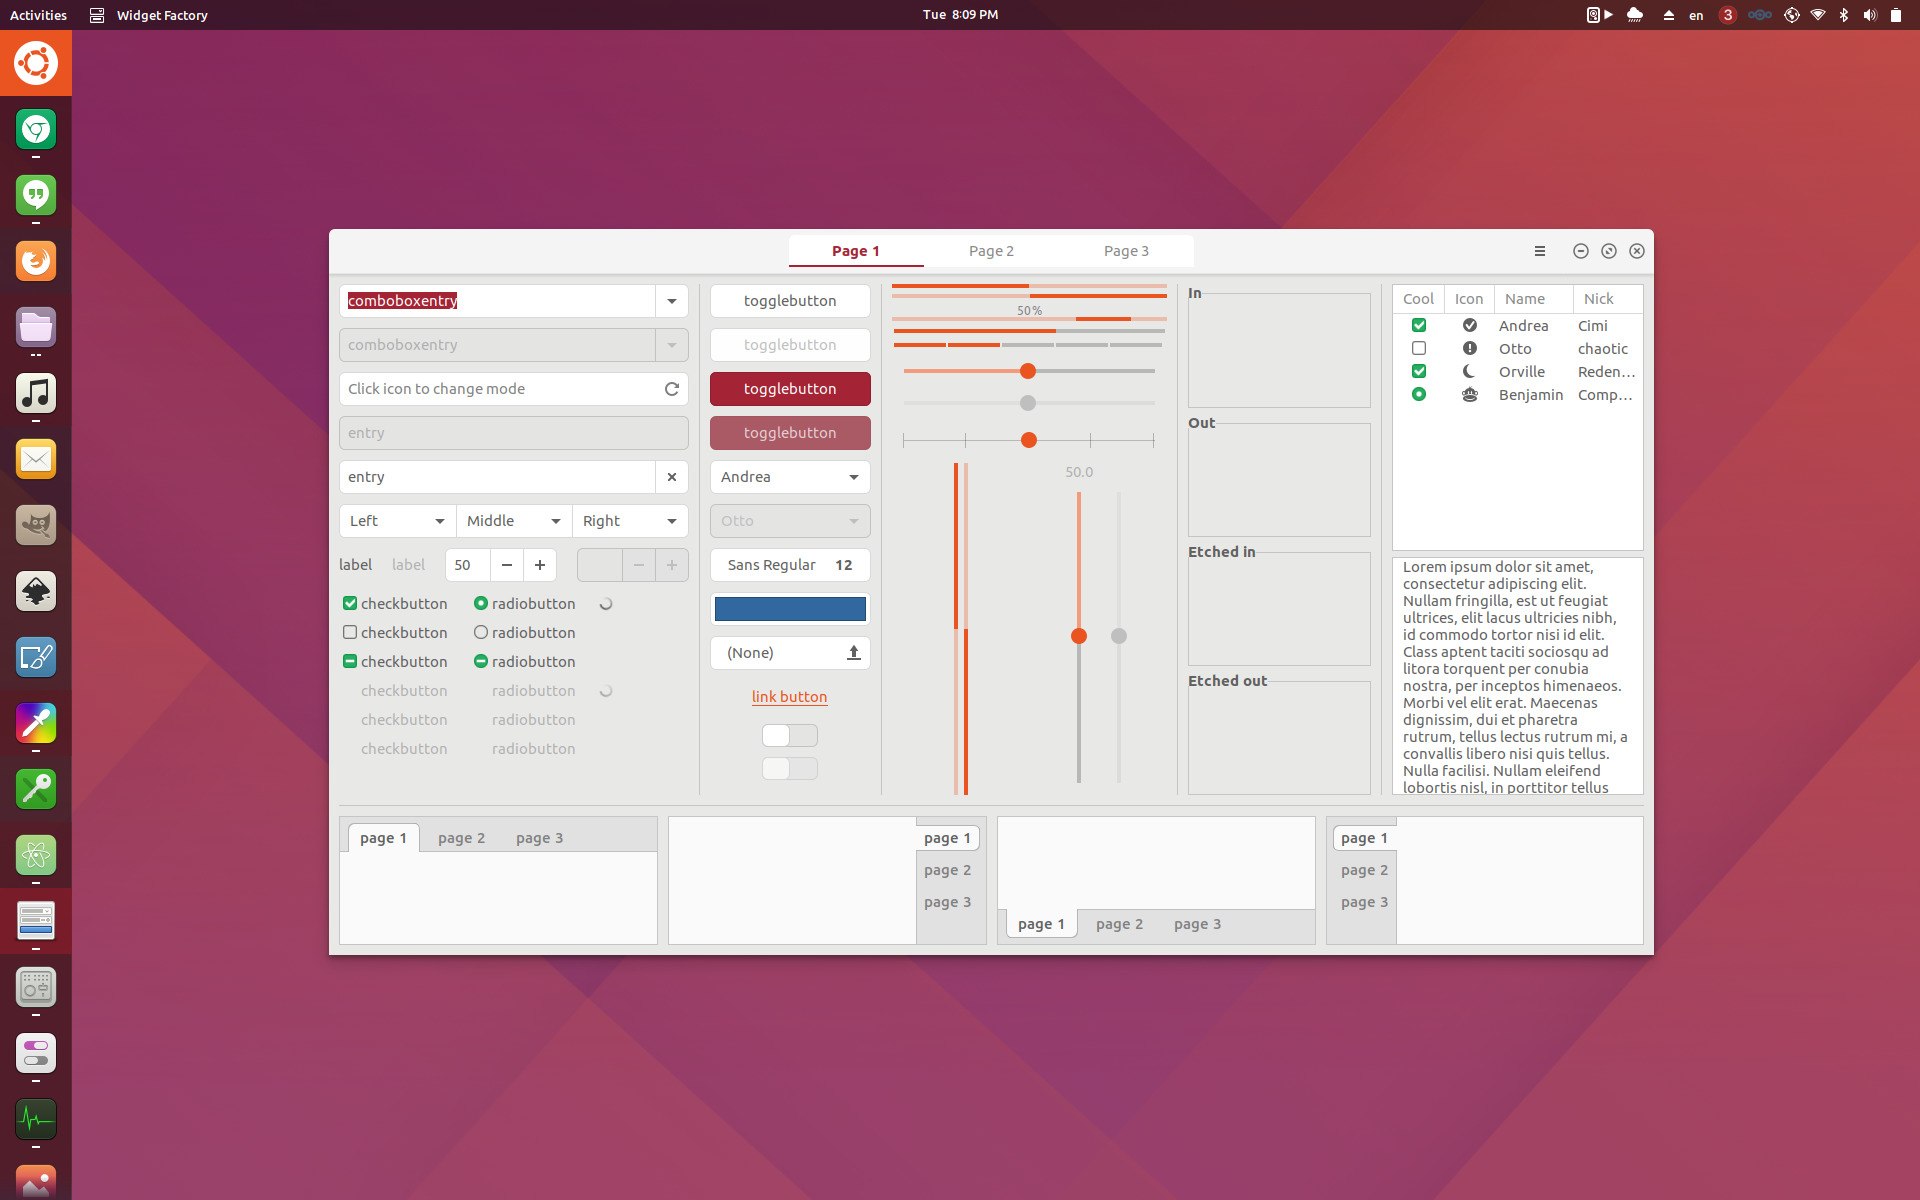 Activities Widget Factory Tue 8:09 PM en 3
Page 1 Page 2 Page 3
comboboxentry
comboboxentry
Click icon to change mode
entry
entry
Left Middle Right
label label 50
checkbutton radiobutton
checkbutton radiobutton
checkbutton radiobutton
checkbutton radiobutton
checkbutton radiobutton
checkbutton radiobutton
togglebutton
togglebutton
togglebutton
togglebutton
Andrea
Otto
Sans Regular 12
(None)
link button
50%
50.0
In
Out
Etched in
Etched out
Cool Icon Name Nick
Andrea Cimi
Otto chaotic
Orville Reden...
Benjamin Comp...
Lorem ipsum dolor sit amet,
consectetur adipiscing elit.
Nullam fringilla, est ut feugiat
ultrices, elit lacus ultricies nibh,
id commodo tortor nisi id elit.
Class aptent taciti sociosqu ad
litora torquent per conubia
nostra, per inceptos himenaeos.
Morbi vel elit erat. Maecenas
dignissim, dui et pharetra
rutrum, tellus lectus rutrum mi, a
convallis libero nisi quis tellus.
Nulla facilisi. Nullam eleifend
lobortis nisl, in porttitor tellus
page 1 page 2 page 3
page 1
page 2
page 3
page 1 page 2 page 3
page 1
page 2
page 3